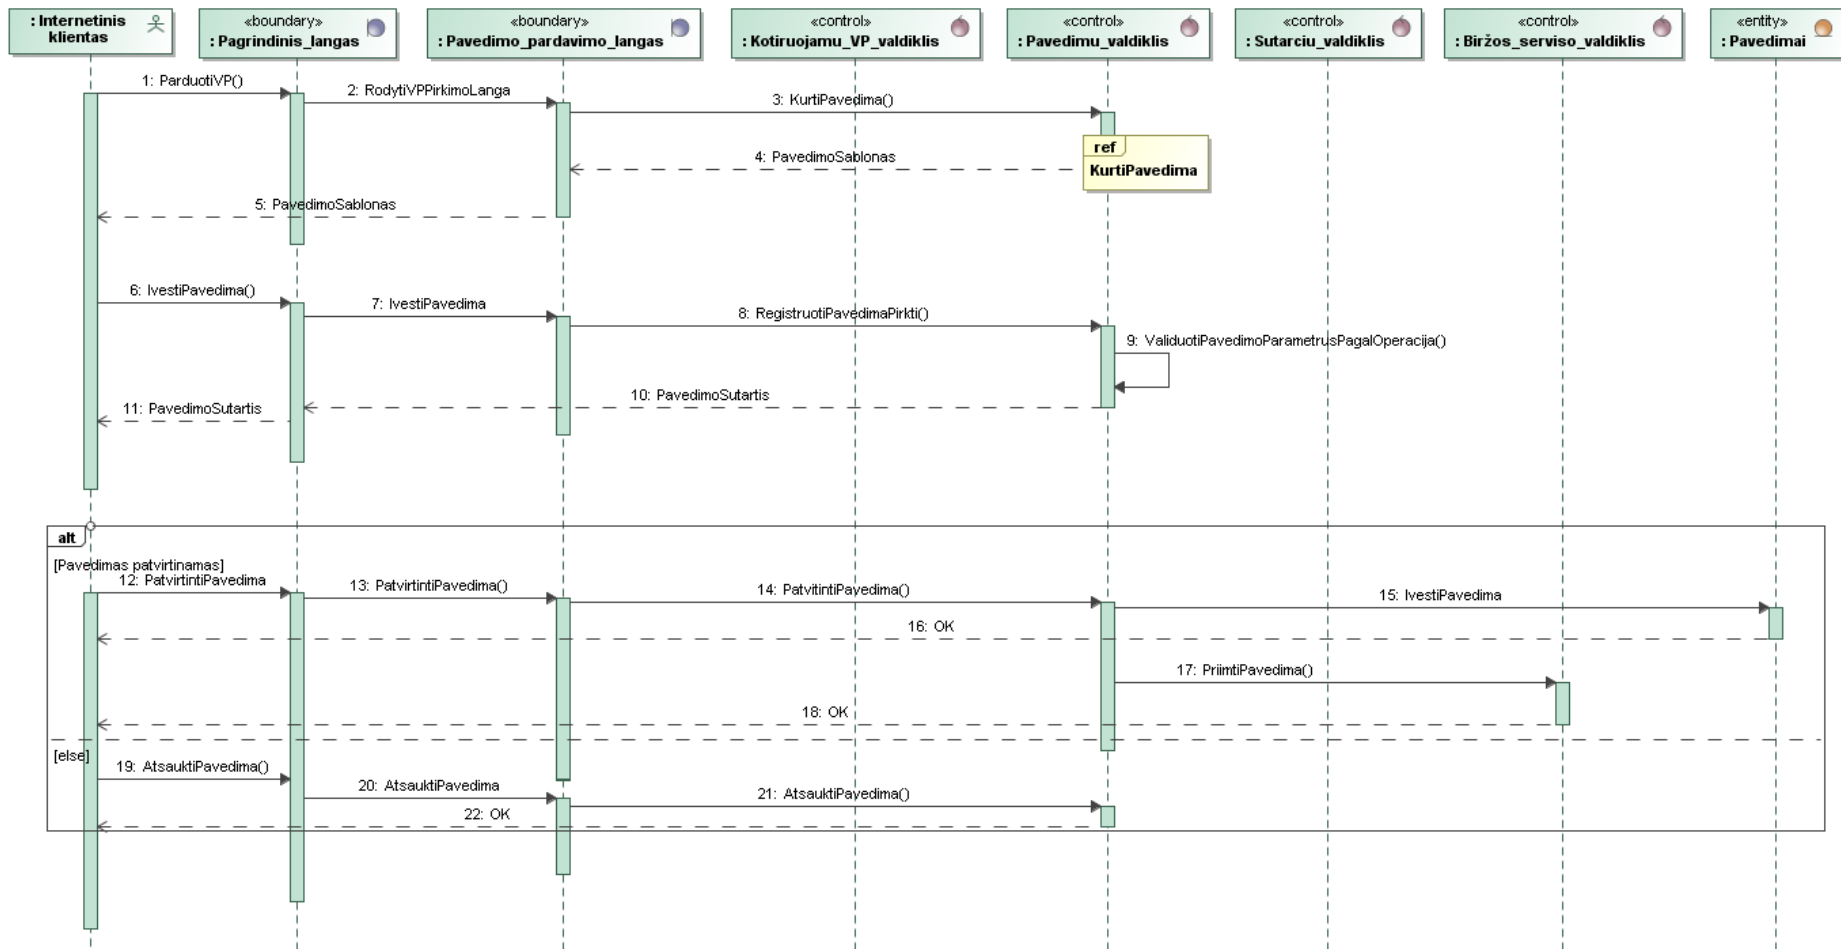 : Internetinis
klientas
«boundary»
: Pagrindinis_langas
«boundary»
: Pavedimo_pardavimo_langas
«control»
: Kotiruojamu_VP_valdiklis
«control»
: Pavedimu_valdiklis
«control»
: Sutarciu_valdiklis
«control»
: Biržos_serviso_valdiklis
«entity»
: Pavedimai
1: ParduotiVP()
2: RodytiVPPirkimoLanga
3: KurtiPavedima()
ref
KurtiPavedima
4: PavedimoSablonas
5: PavedimoSablonas
6: IvestiPavedima()
7: IvestiPavedima
8: RegistruotiPavedimaPirkti()
9: ValiduotiPavedimoParametrusPagalOperacija()
10: PavedimoSutartis
11: PavedimoSutartis
alt
[Pavedimas patvirtinamas]
12: PatvirtintiPavedima
13: PatvirtintiPavedima()
14: PatvitintiPavedima()
15: IvestiPavedima
16: OK
17: PriimtiPavedima()
18: OK
[else]
19: AtsauktiPavedima()
20: AtsauktiPavedima
21: AtsauktiPavedima()
22: OK